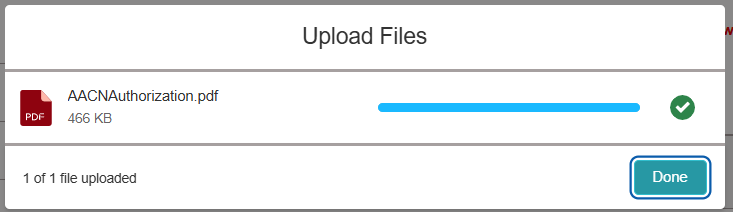 Upload Files
AACNAuthorization.pdf
PDF
466 KB
1 of 1 file uploaded
Done